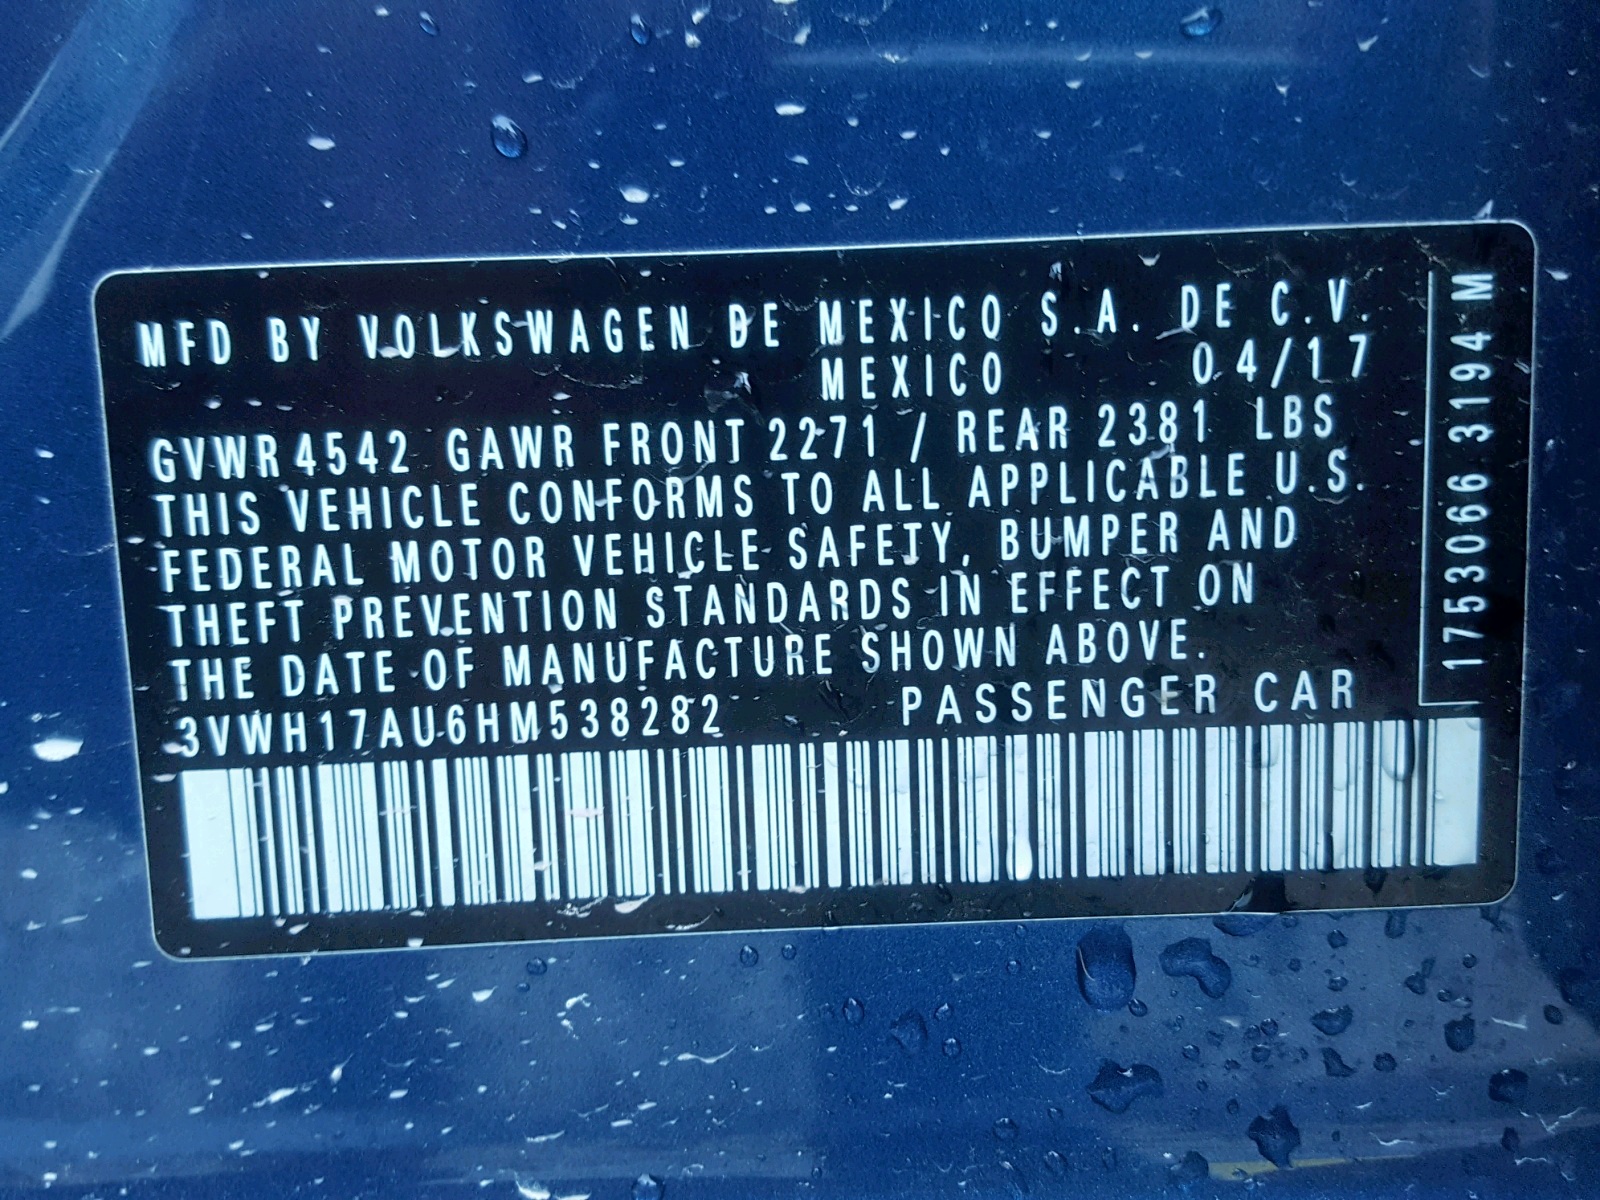 MFD BY VOLKSWAGEN DE MEXICO S.A. DE C.V.
MEXICO 04/17
GVWR 4542 GAWR FRONT 2271 / REAR 2381 LBS
THIS VEHICLE CONFORMS TO ALL APPLICABLE U.S.
FEDERAL MOTOR VEHICLE SAFETY, BUMPER AND
THEFT PREVENTION STANDARDS IN EFFECT ON
THE DATE OF MANUFACTURE SHOWN ABOVE.
3VWH17AU6HM538282 PASSENGER CAR
1753066 3194 M